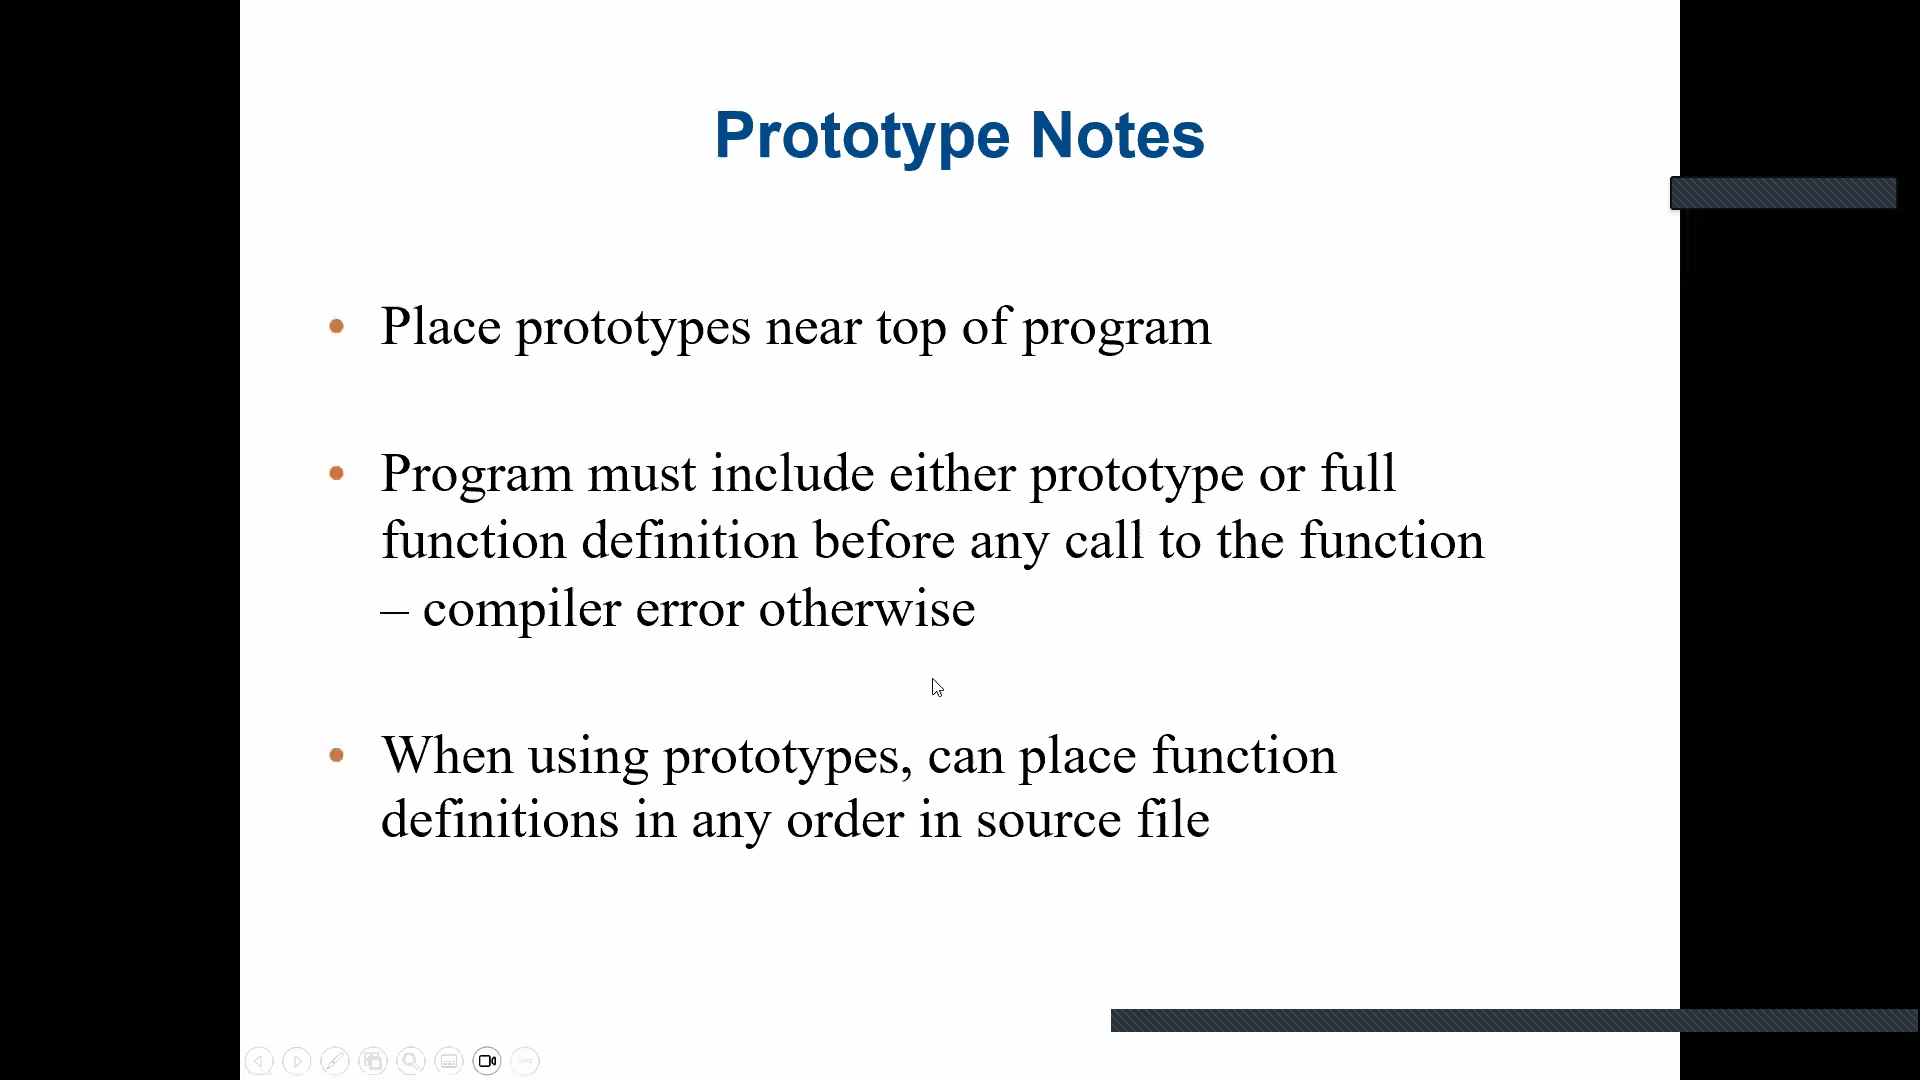 Prototype Notes
• Place prototypes near top of program
• Program must include either prototype or full
function definition before any call to the function
– compiler error otherwise
• When using prototypes, can place function
definitions in any order in source file